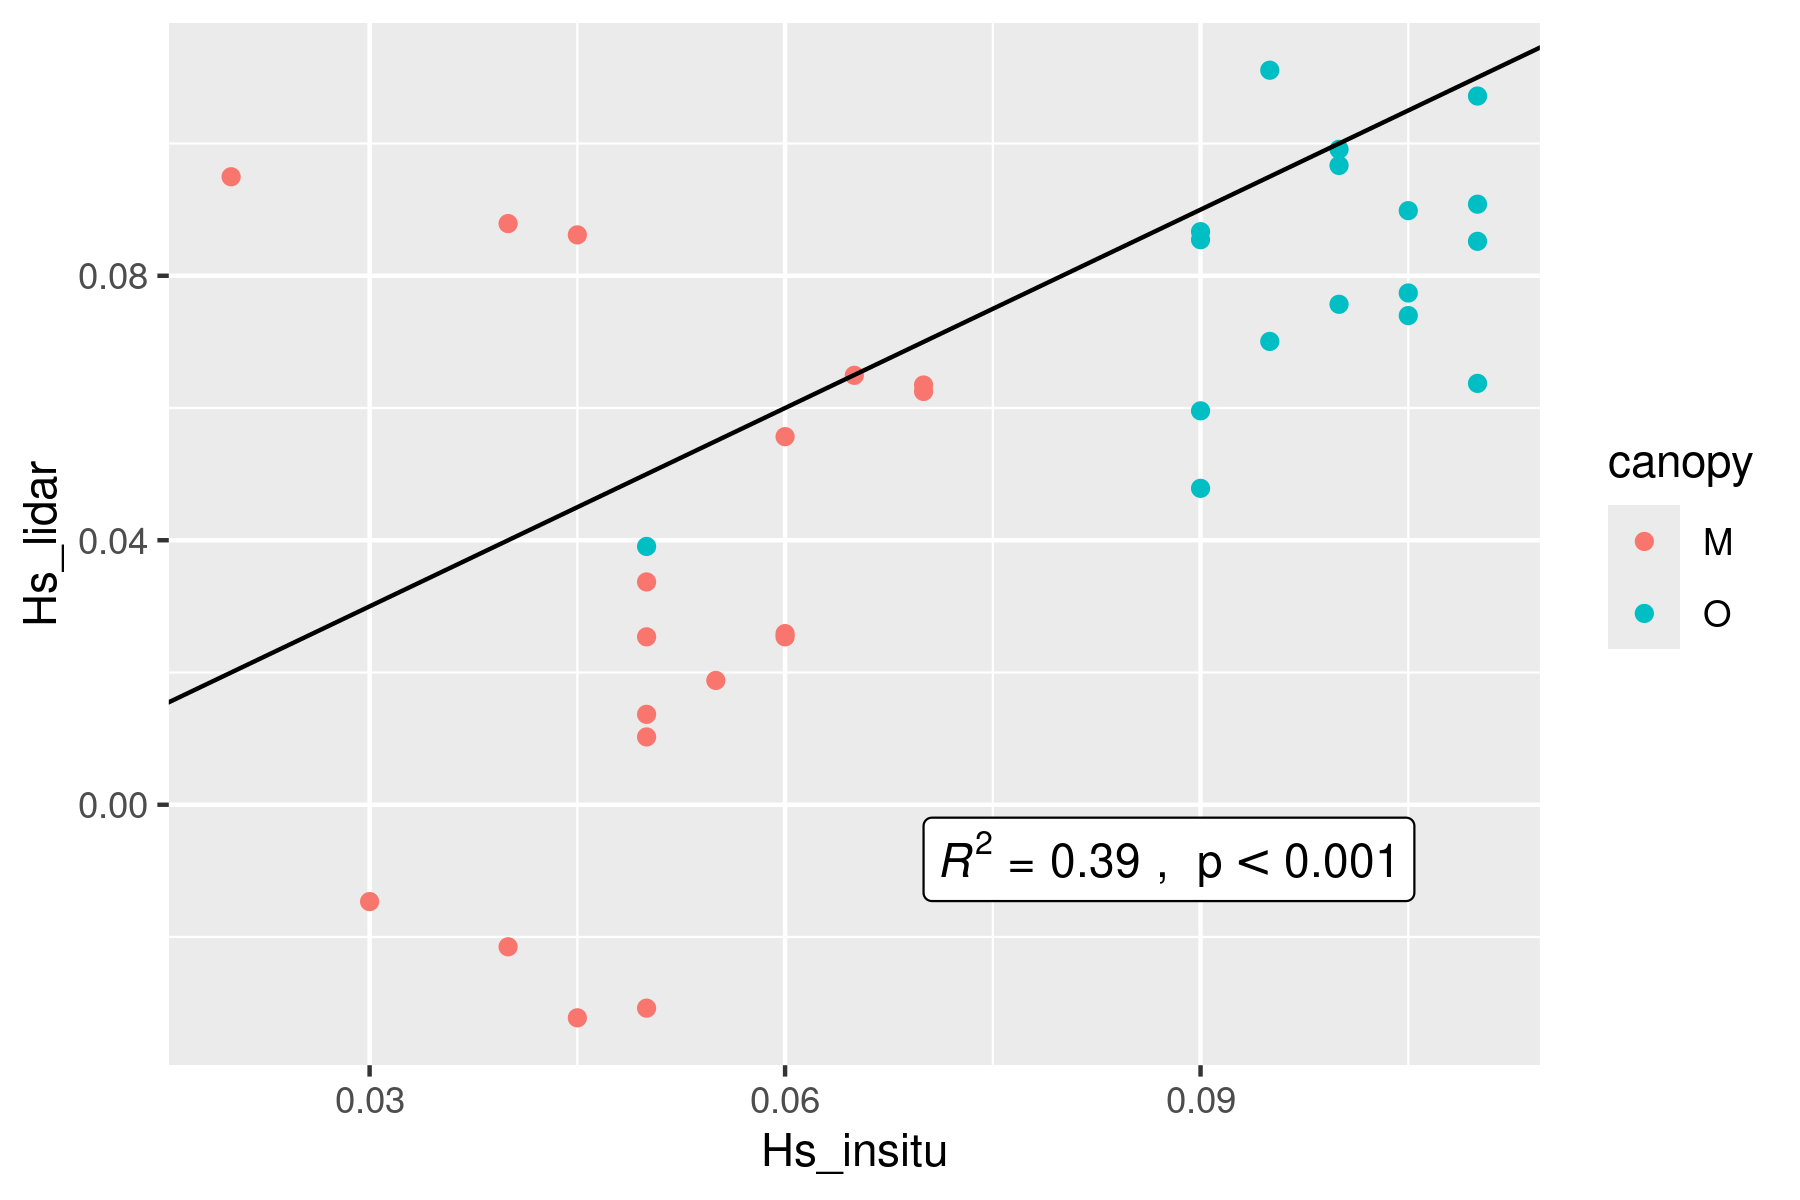 Hs_lidar
0.08
0.04
0.00
R² = 0.39 , p < 0.001
0.03 0.06 0.09
Hs_insitu
canopy
M
O